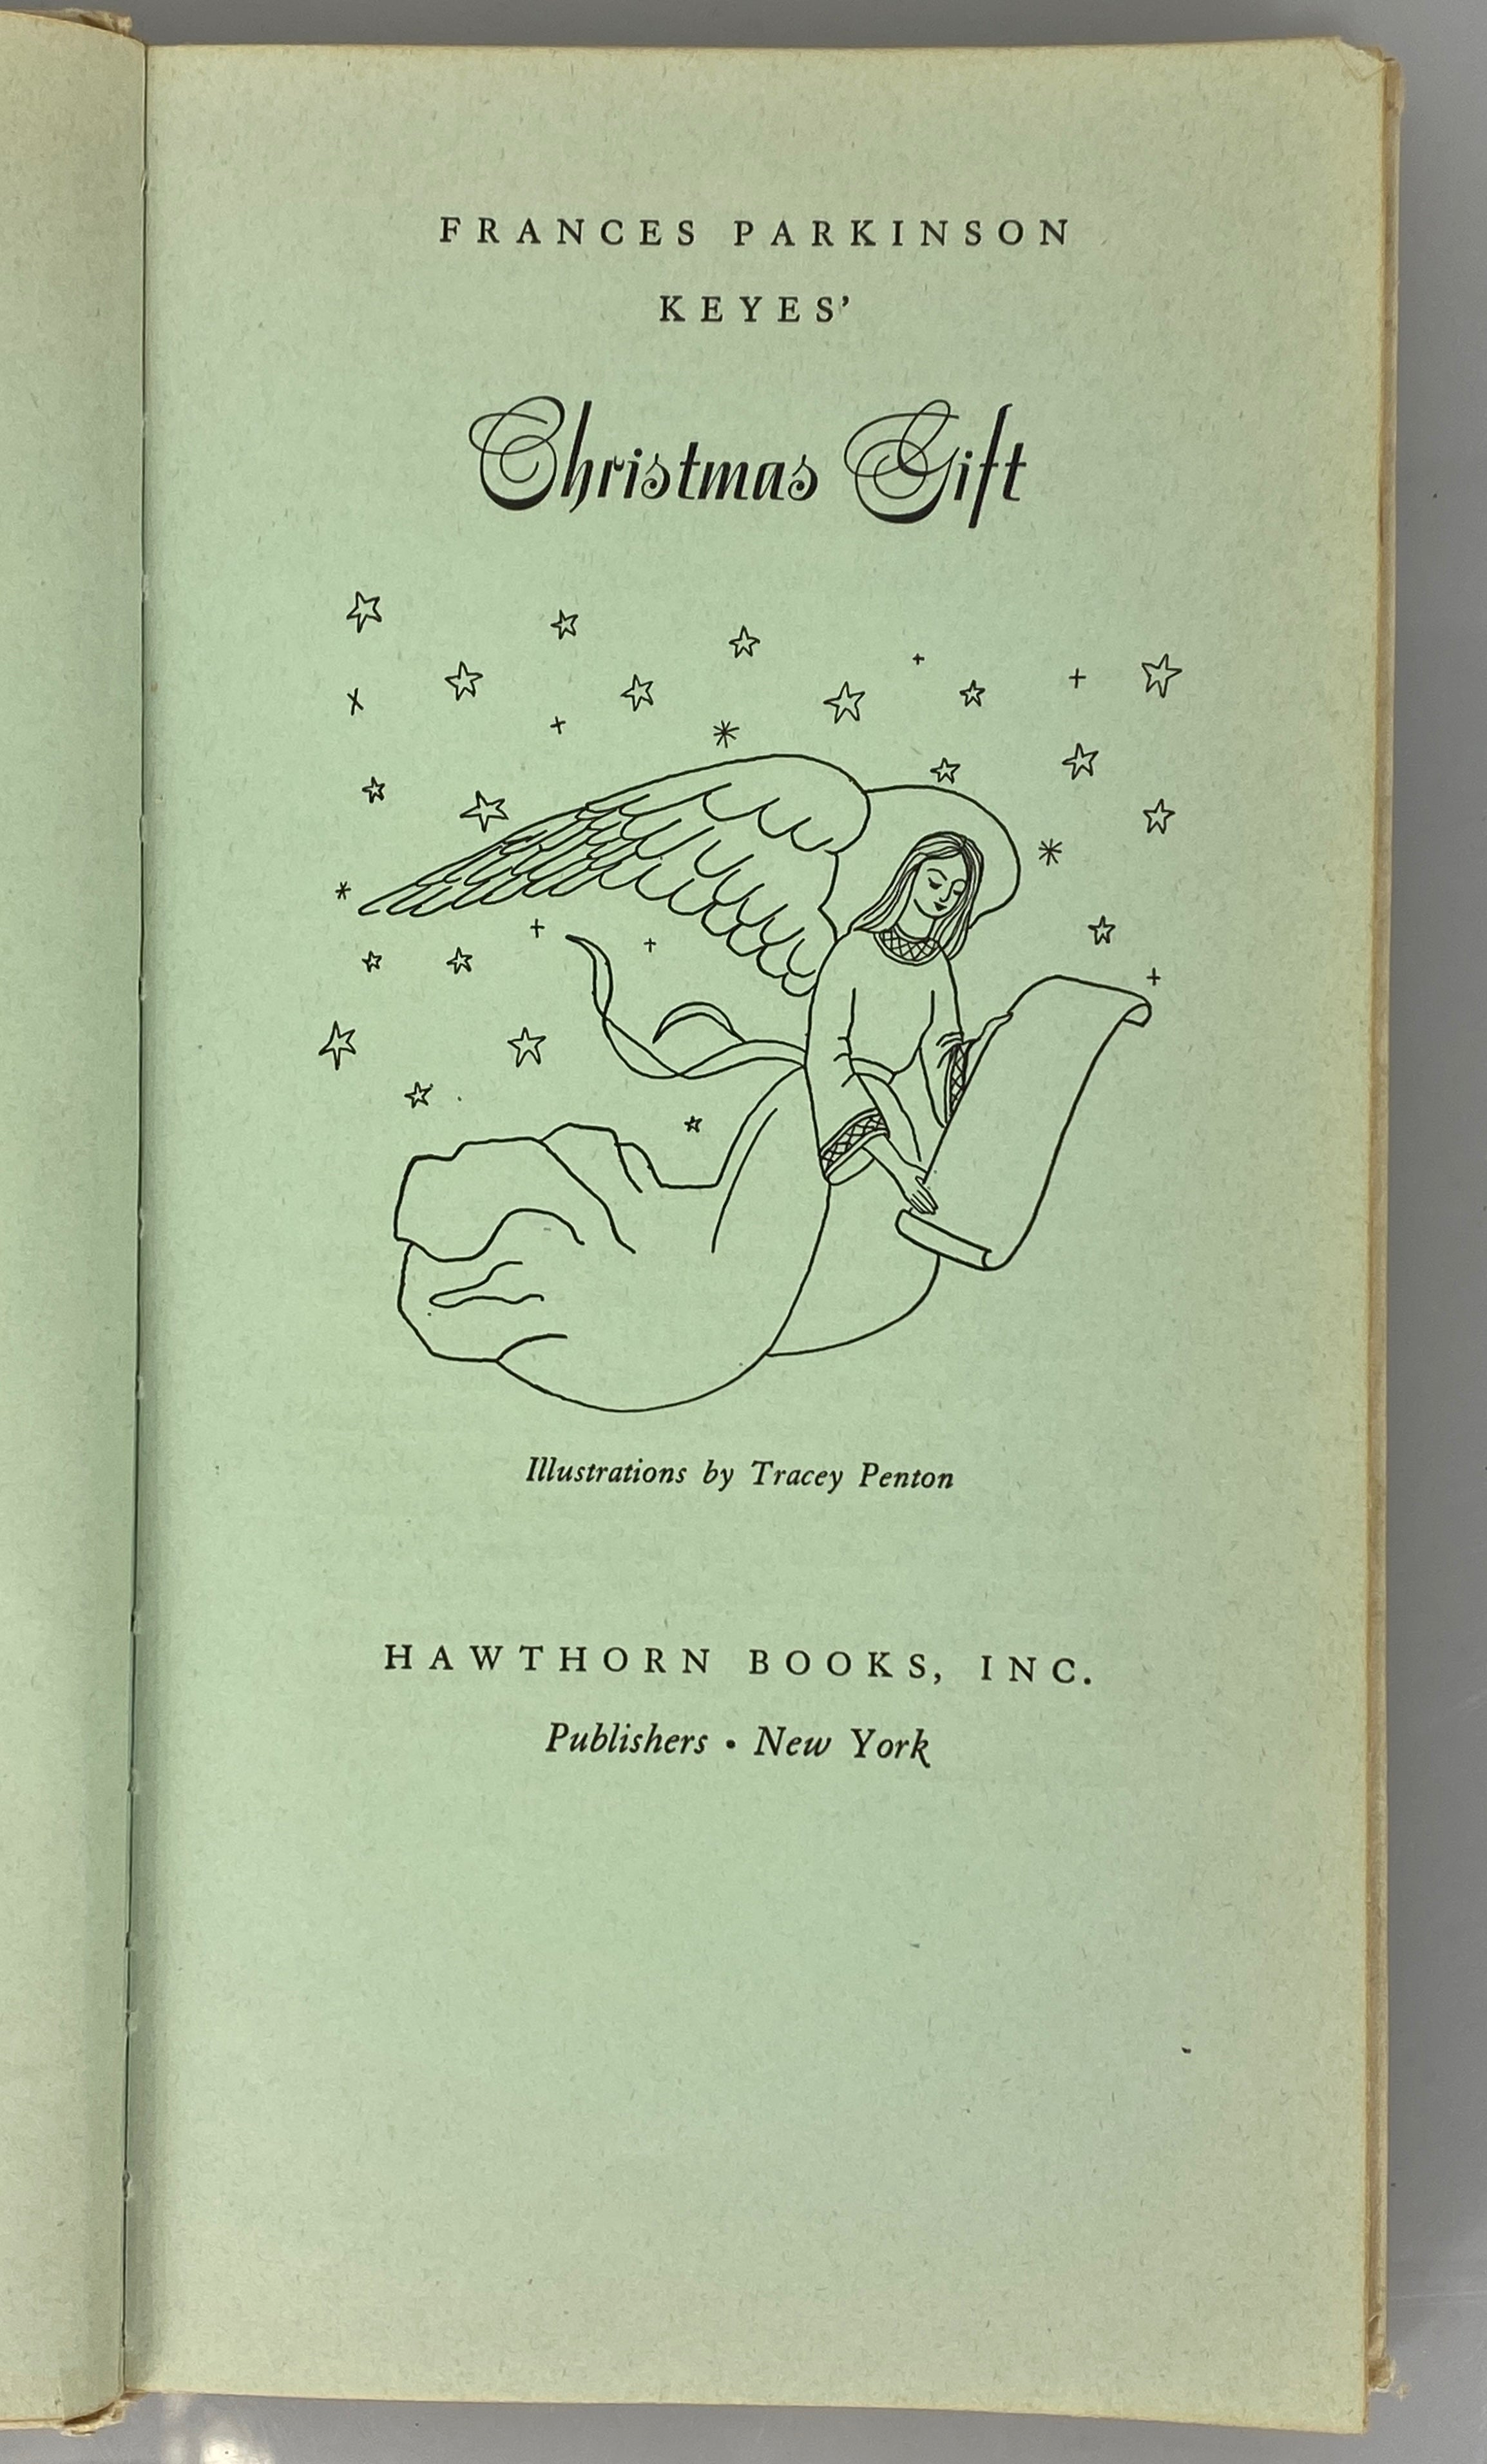 FRANCES PARKINSON
KEYES’
Christmas Gift
Illustrations by Tracey Penton
HAWTHORN BOOKS, INC.
Publishers • New York